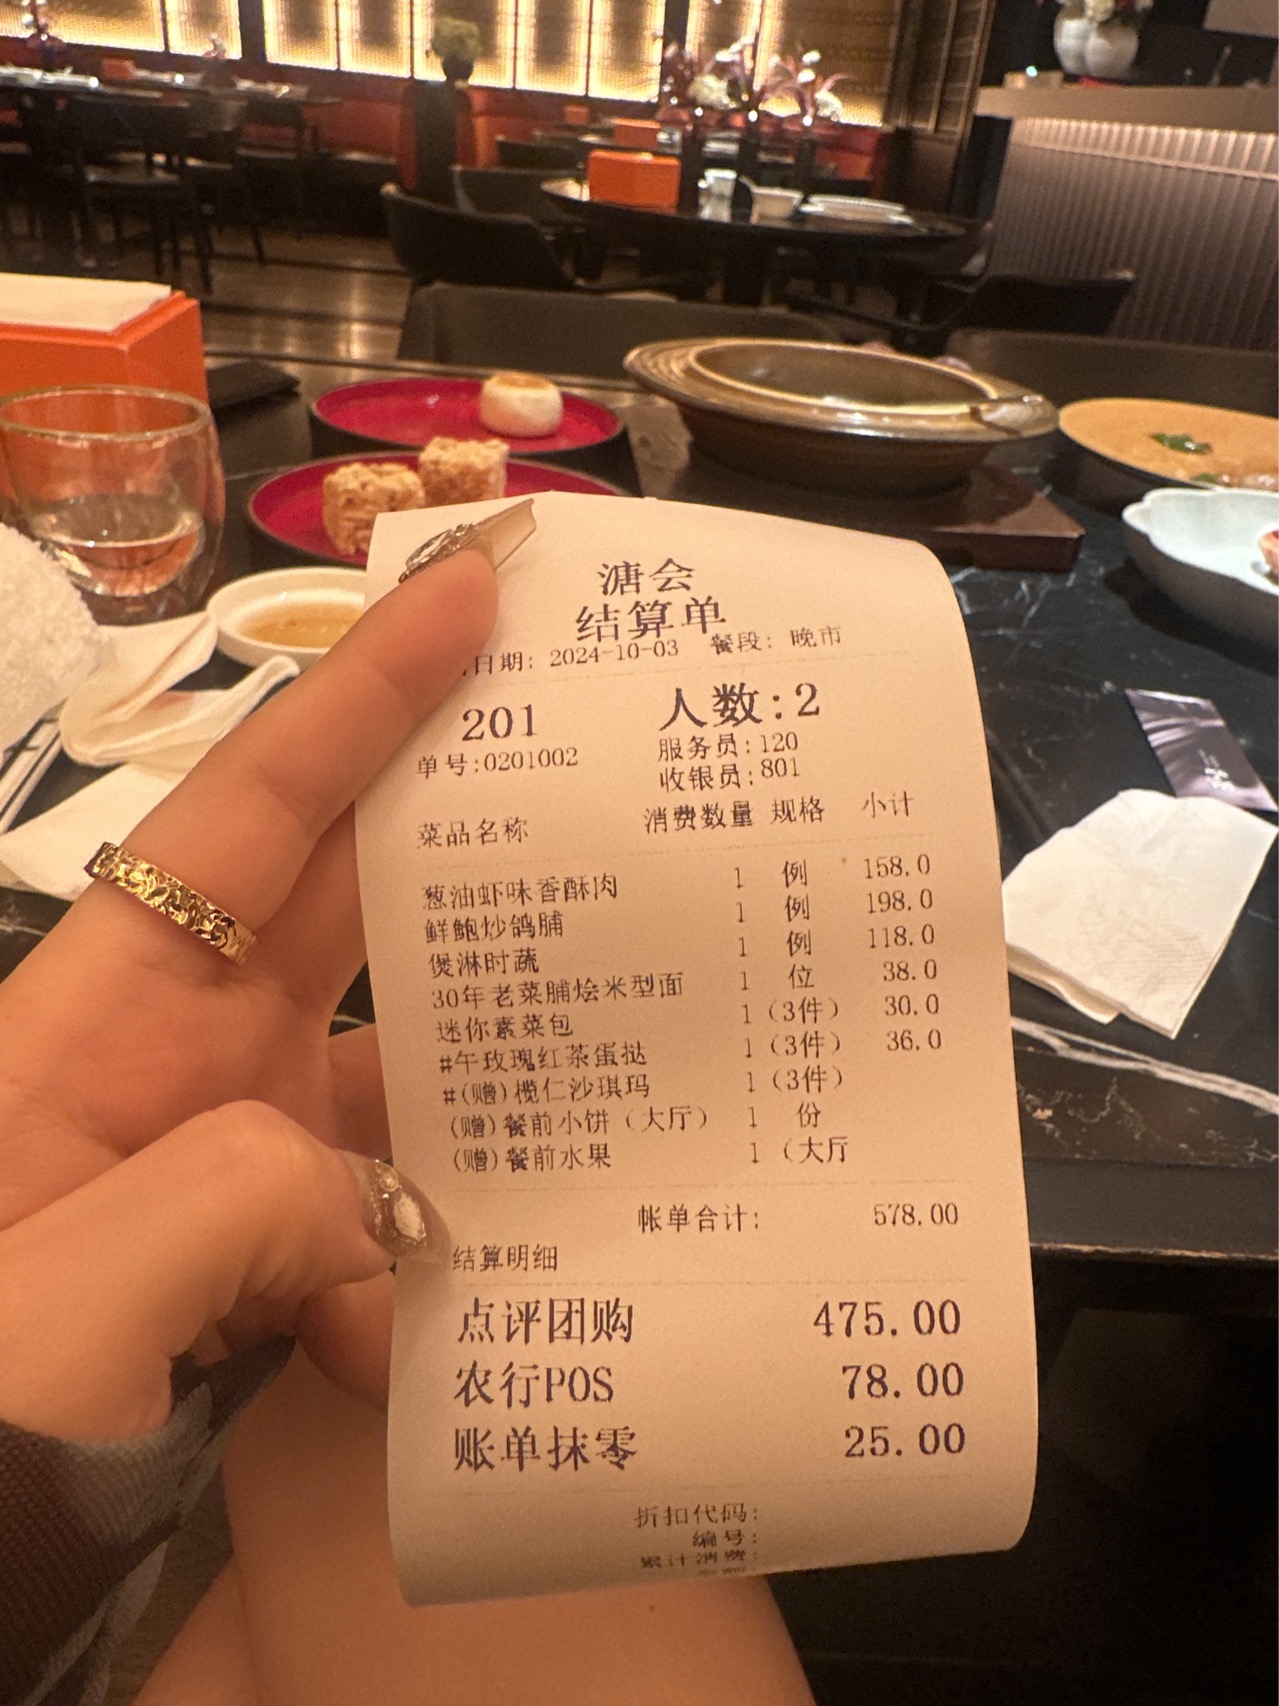 溏会
结算单
日期: 2024-10-03 餐段: 晚市
201 人数:2
单号:0201002 服务员:120
收银员:801
菜品名称 消费数量 规格 小计
葱油虾味香酥肉 1 例 158.0
鲜鲍炒鸽脯 1 例 198.0
煲淋时蔬 1 例 118.0
30年老菜脯烩米型面 1 位 38.0
迷你素菜包 1 (3件) 30.0
#午玫瑰红茶蛋挞 1 (3件) 36.0
#(赠)榄仁沙琪玛 1 (3件)
(赠)餐前小饼(大厅) 1 份
(赠)餐前水果 1 (大厅
帐单合计: 578.00
结算明细
点评团购 475.00
农行POS 78.00
账单抹零 25.00
折扣代码:
编号:
累计消费: